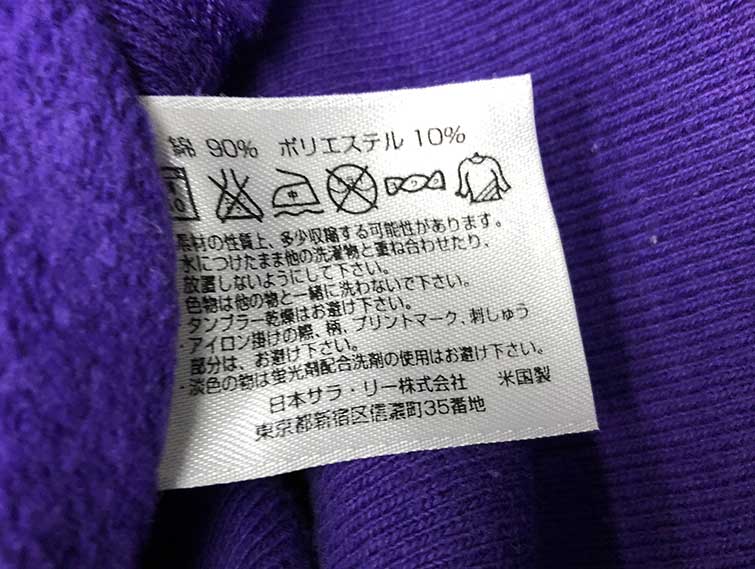 綿 90% ポリエステル 10%
中
素材の性質上、多少収縮する可能性があります。
水につけたまま他の洗濯物と重ね合わせたり、
放置しないようにして下さい。
色物は他の物と一緒に洗わないで下さい。
タンブラー乾燥はお避け下さい。
・アイロン掛けの際、柄、プリントマーク、刺しゅう
部分は、お避け下さい。
・淡色の物は蛍光剤配合洗剤の使用はお避け下さい。
日本サラ・リー株式会社 米国製
東京都新宿区信濃町35番地